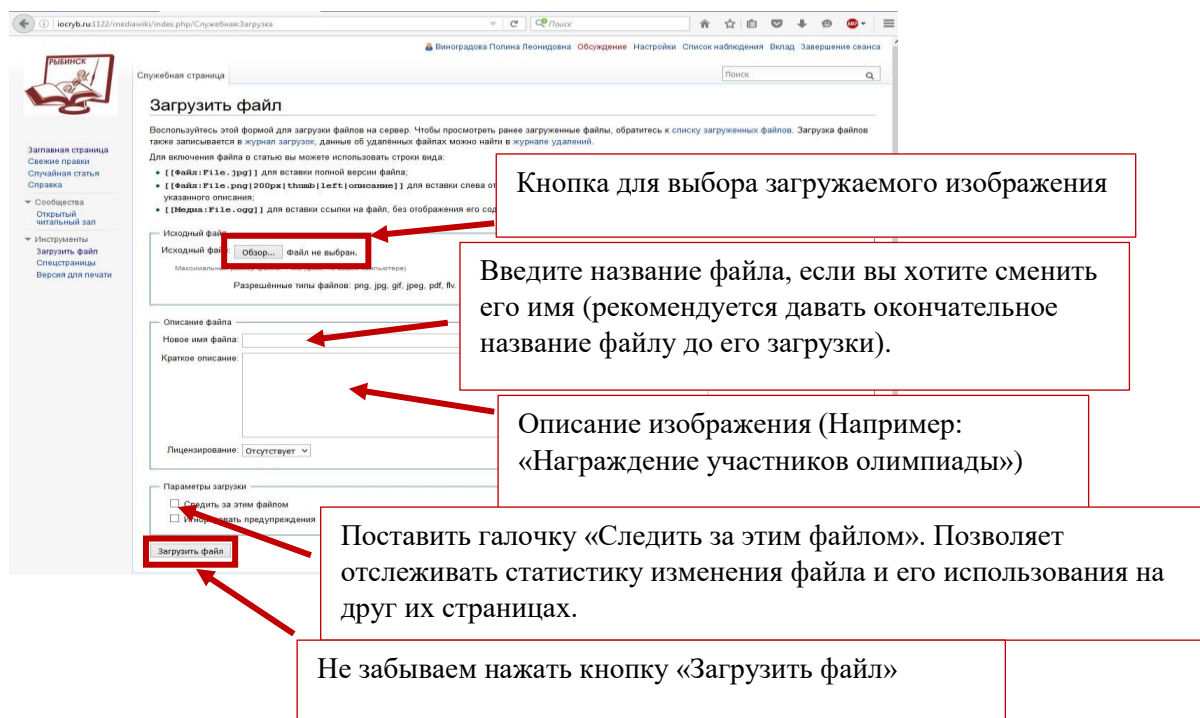 iocryb.ru:1122/mediawiki/index.php/Служебная:Загрузка
Поиск
Виноградова Полина Леонидовна Обсуждение Настройки Список наблюдения Вклад Завершение сеанса
РЫБИНСК
Служебная страница
Поиск
Загрузить файл
Воспользуйтесь этой формой для загрузки файлов на сервер. Чтобы просмотреть ранее загруженные файлы, обратитесь к списку загруженных файлов. Загрузка файлов
также записывается в журнал загрузок, данные об удалённых файлах можно найти в журнале удалений.
Для включения файла в статью вы можете использовать строки вида:
• [[Файл:File.jpg]] для вставки полной версии файла;
• [[Файл:File.png|200px|thumb|left|описание]] для вставки слева от
указанного описания;
• [[Медиа:File.ogg]] для вставки ссылки на файл, без отображения его сод
Заглавная страница
Свежие правки
Случайная статья
Справка
Сообщества
Открытый
читальный зал
Инструменты
Загрузить файл
Спецстраницы
Версия для печати
Кнопка для выбора загружаемого изображения
Исходный файл
Исходный файл: Обзор... Файл не выбран.
Разрешённые типы файлов: png, jpg, gif, jpeg, pdf, flv.
Введите название файла, если вы хотите сменить
его имя (рекомендуется давать окончательное
название файлу до его загрузки).
Описание файла
Новое имя файла:
Краткое описание:
Описание изображения (Например:
«Награждение участников олимпиады»)
Лицензирование: Отсутствует
Параметры загрузки
Следить за этим файлом
Игнорировать предупреждения
Загрузить файл
Поставить галочку «Следить за этим файлом». Позволяет
отслеживать статистику изменения файла и его использования на
друг их страницах.
Не забываем нажать кнопку «Загрузить файл»